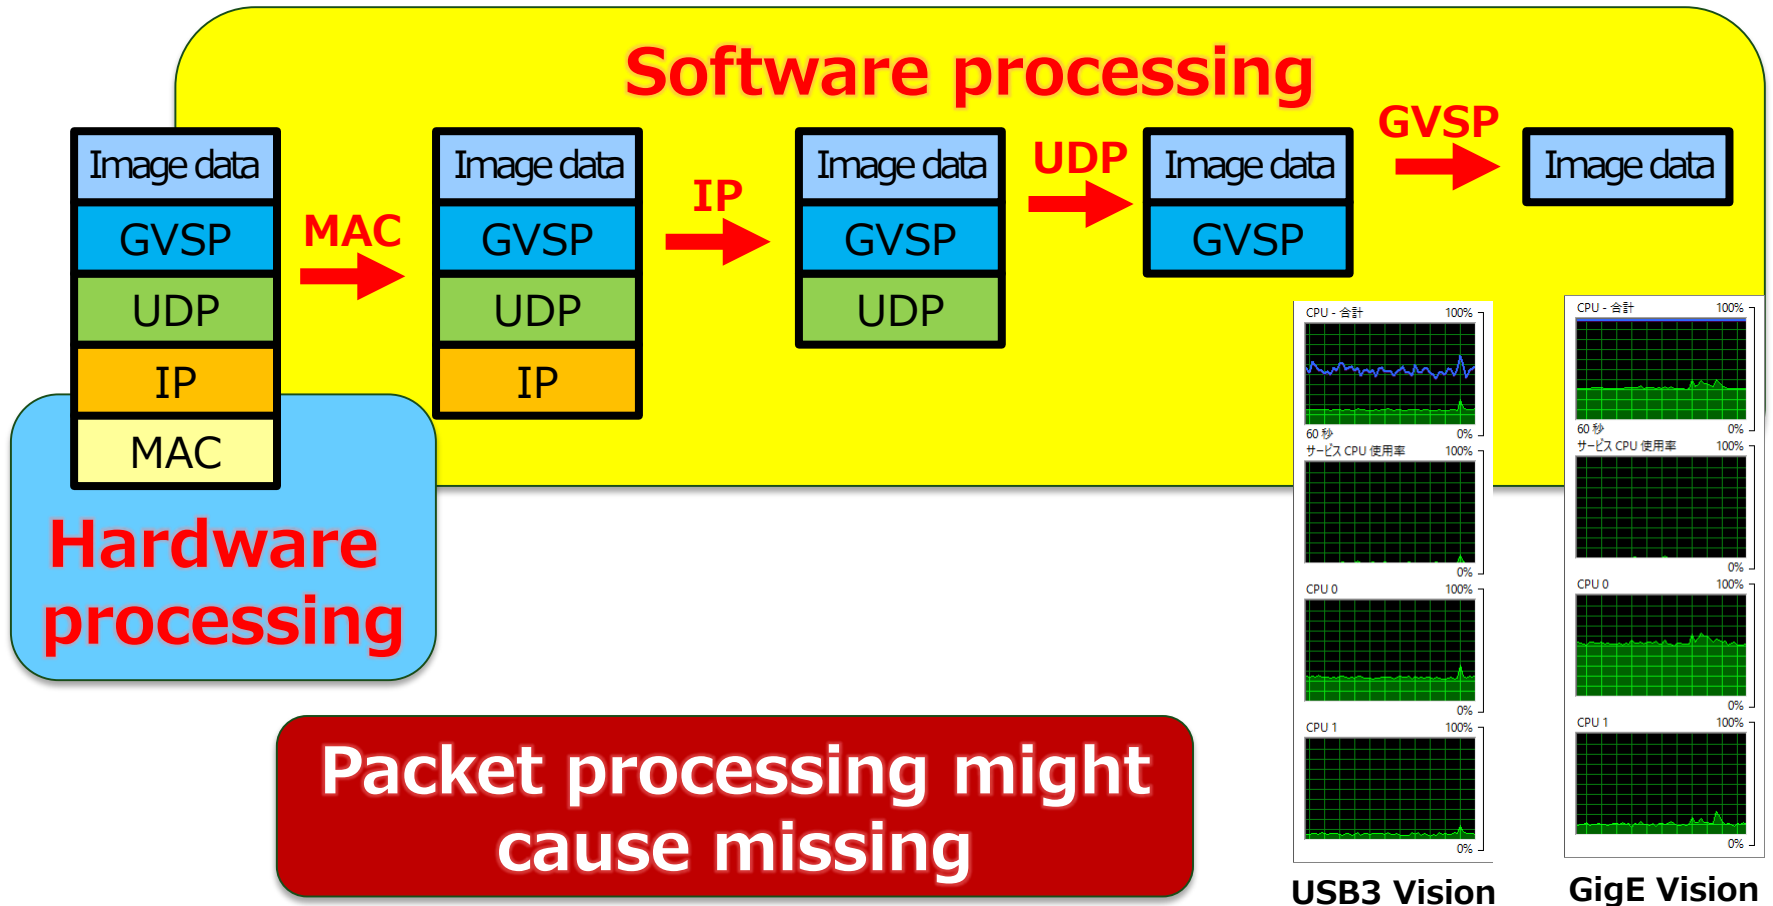 Software processing
Image data
GVSP
UDP
IP
MAC
MAC
Image data
GVSP
UDP
IP
IP
Image data
GVSP
UDP
UDP
Image data
GVSP
GVSP
Image data
Hardware
processing
Packet processing might
cause missing
CPU - 合計 100%
60 秒 0%
サービス CPU 使用率 100%
0%
CPU 0 100%
0%
CPU 1 100%
0%
USB3 Vision
CPU - 合計 100%
60 秒 0%
サービス CPU 使用率 100%
0%
CPU 0 100%
0%
CPU 1 100%
0%
GigE Vision